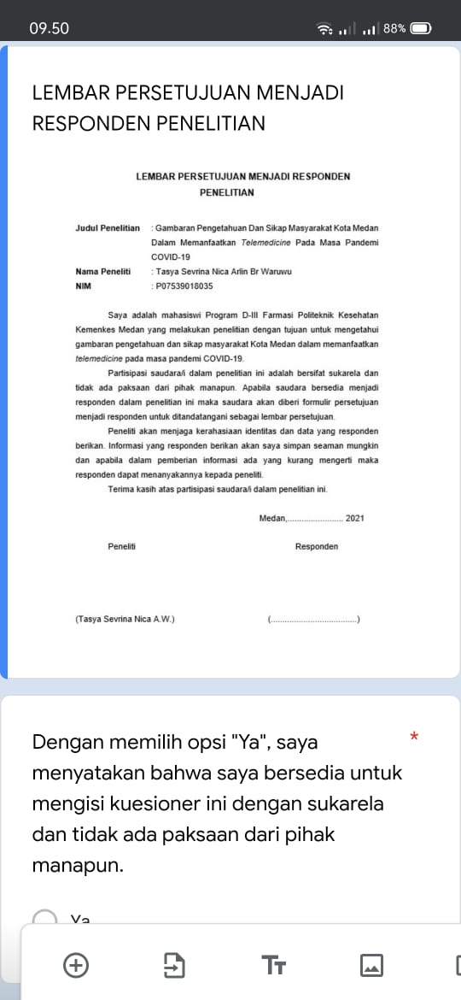 09.50
88%
LEMBAR PERSETUJUAN MENJADI
RESPONDEN PENELITIAN
LEMBAR PERSETUJUAN MENJADI RESPONDEN
PENELITIAN
Judul Penelitian : Gambaran Pengetahuan Dan Sikap Masyarakat Kota Medan
Dalam Memanfaatkan Telemedicine Pada Masa Pandemi
COVID-19
Nama Peneliti : Tasya Sevrina Nica Arlin Br Waruwu
NIM : P07539018035
Saya adalah mahasiswi Program D-III Farmasi Politeknik Kesehatan
Kemenkes Medan yang melakukan penelitian dengan tujuan untuk mengetahui
gambaran pengetahuan dan sikap masyarakat Kota Medan dalam memanfaatkan
telemedicine pada masa pandemi COVID-19.
Partisipasi saudara/i dalam penelitian ini adalah bersifat sukarela dan
tidak ada paksaan dari pihak manapun. Apabila saudara bersedia menjadi
responden dalam penelitian ini maka saudara akan diberi formulir persetujuan
menjadi responden untuk ditandatangani sebagai lembar persetujuan.
Peneliti akan menjaga kerahasiaan identitas dan data yang responden
berikan. Informasi yang responden berikan akan saya simpan seaman mungkin
dan apabila dalam pemberian informasi ada yang kurang mengerti maka
responden dapat menanyakannya kepada peneliti.
Terima kasih atas partisipasi saudara/i dalam penelitian ini.
Medan,........................ 2021
Peneliti Responden
(Tasya Sevrina Nica A.W.) (.....................................)
Dengan memilih opsi "Ya", saya *
menyatakan bahwa saya bersedia untuk
mengisi kuesioner ini dengan sukarela
dan tidak ada paksaan dari pihak
manapun.
Ya